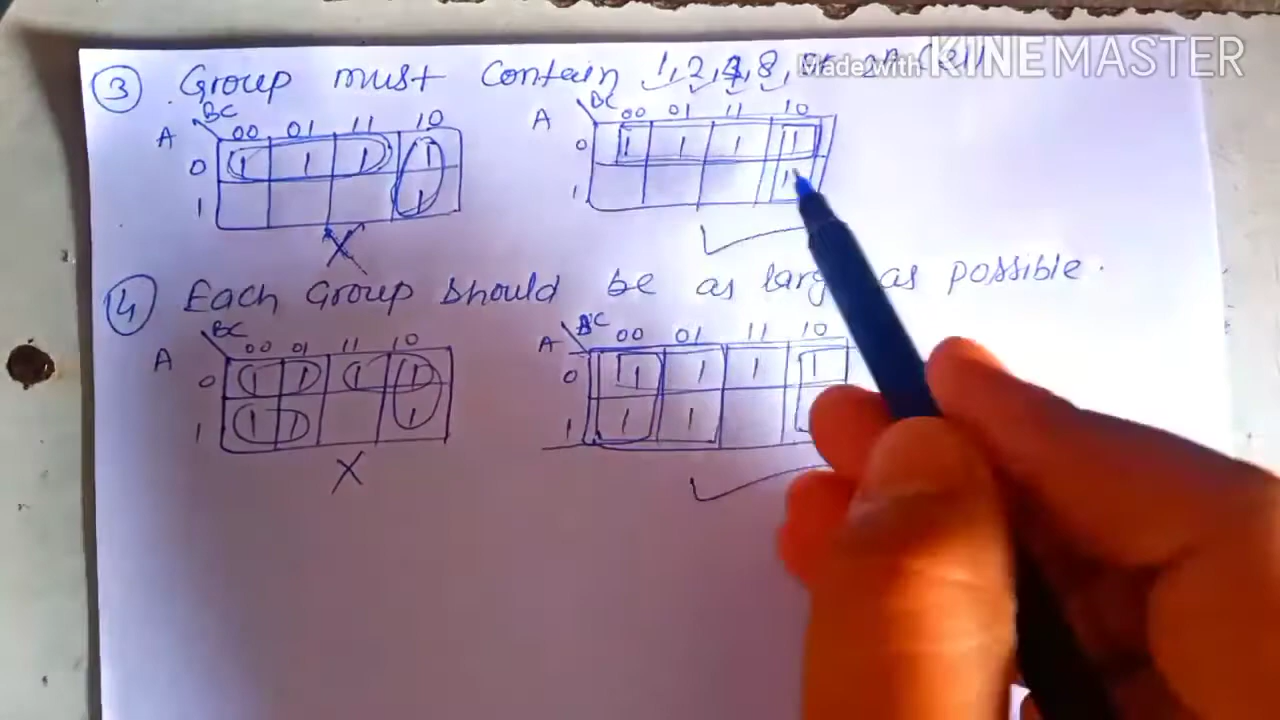 Made with KINEMASTER
③ Group must contain 1, 2, 4, 8,
BC BC
A 00 01 11 10 A 00 01 11 10
0 1 1 1 1 0 1 1 1 1
1 1 1 1
X
④ Each Group should be as large as possible.
BC BC
A 00 01 11 10 A 00 01 11 10
0 1 1 1 1 0 1 1 1 1
1 1 1 1 1 1 1
X